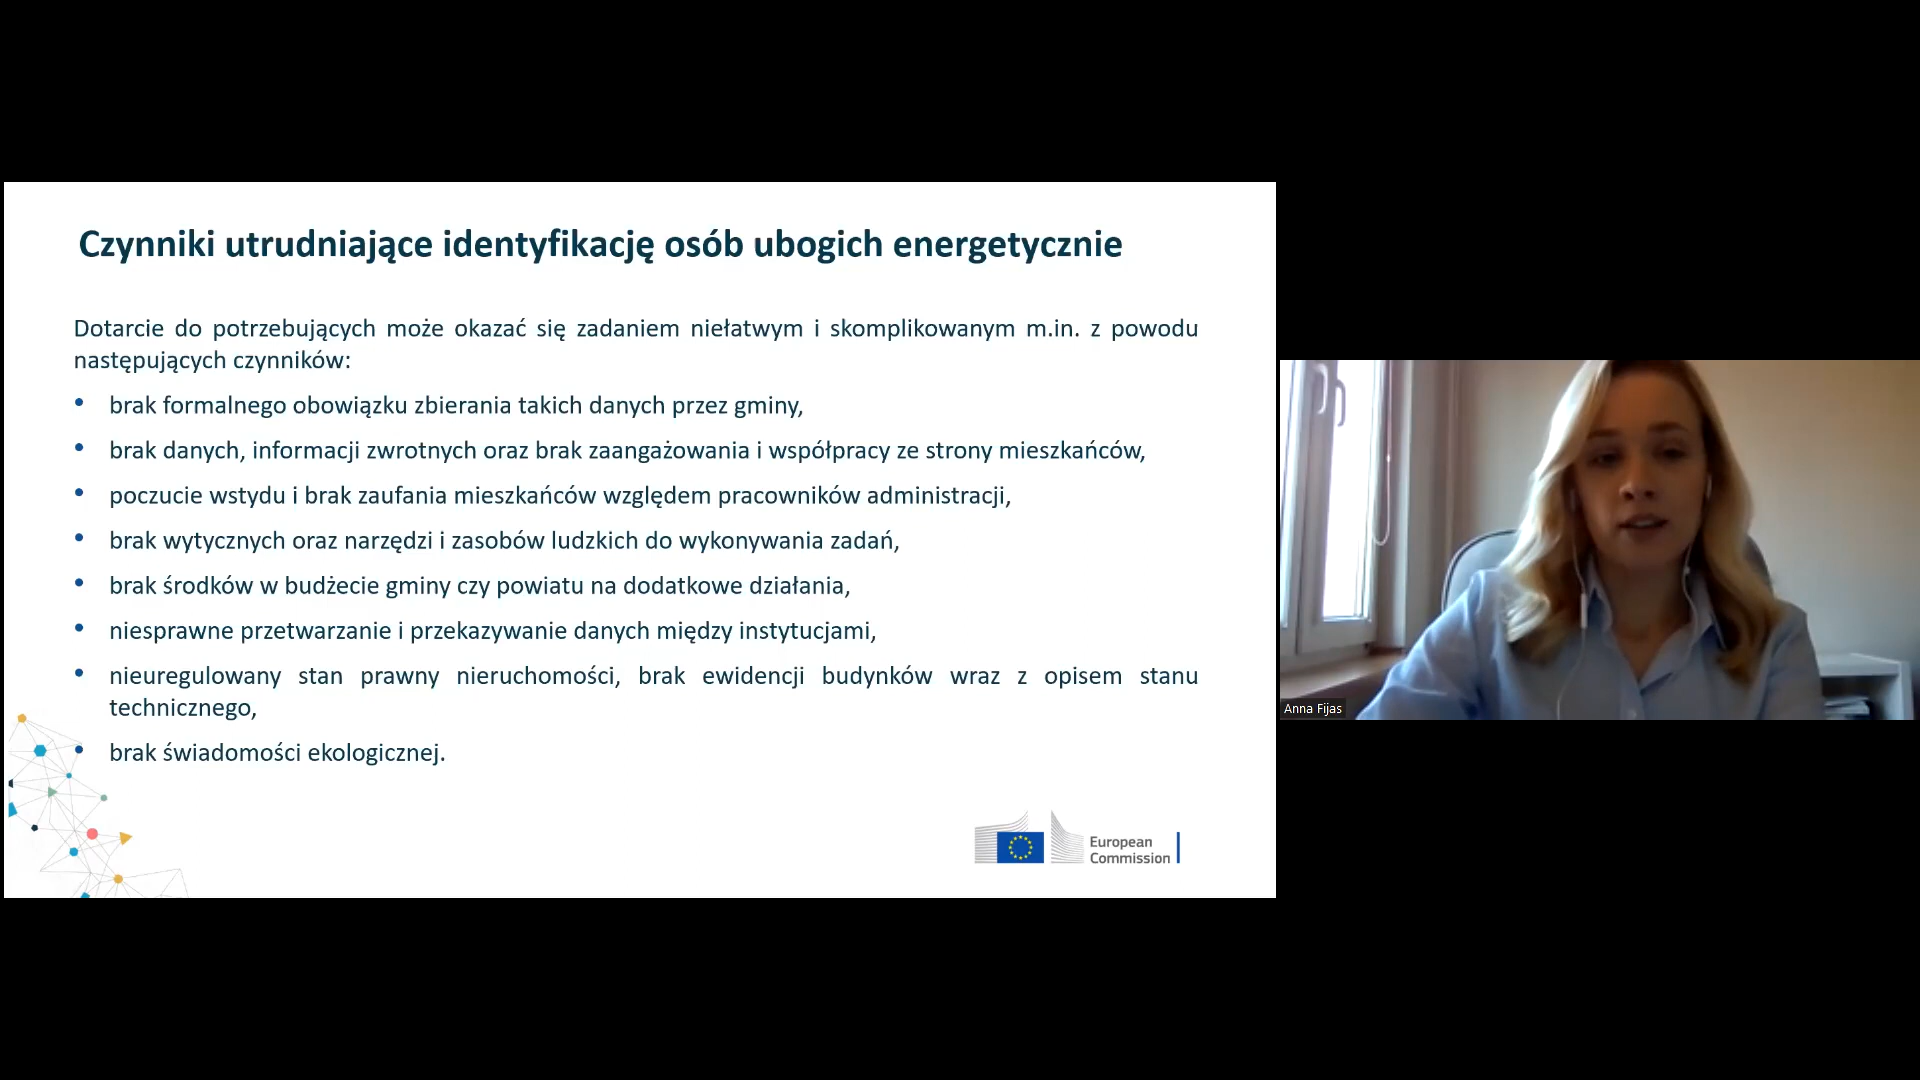 Czynniki utrudniające identyfikację osób ubogich energetycznie
Dotarcie do potrzebujących może okazać się zadaniem niełatwym i skomplikowanym m.in. z powodu
następujących czynników:
• brak formalnego obowiązku zbierania takich danych przez gminy,
• brak danych, informacji zwrotnych oraz brak zaangażowania i współpracy ze strony mieszkańców,
• poczucie wstydu i brak zaufania mieszkańców względem pracowników administracji,
• brak wytycznych oraz narzędzi i zasobów ludzkich do wykonywania zadań,
• brak środków w budżecie gminy czy powiatu na dodatkowe działania,
• niesprawne przetwarzanie i przekazywanie danych między instytucjami,
• nieuregulowany stan prawny nieruchomości, brak ewidencji budynków wraz z opisem stanu
technicznego,
• brak świadomości ekologicznej.
European
Commission
Anna Fijas